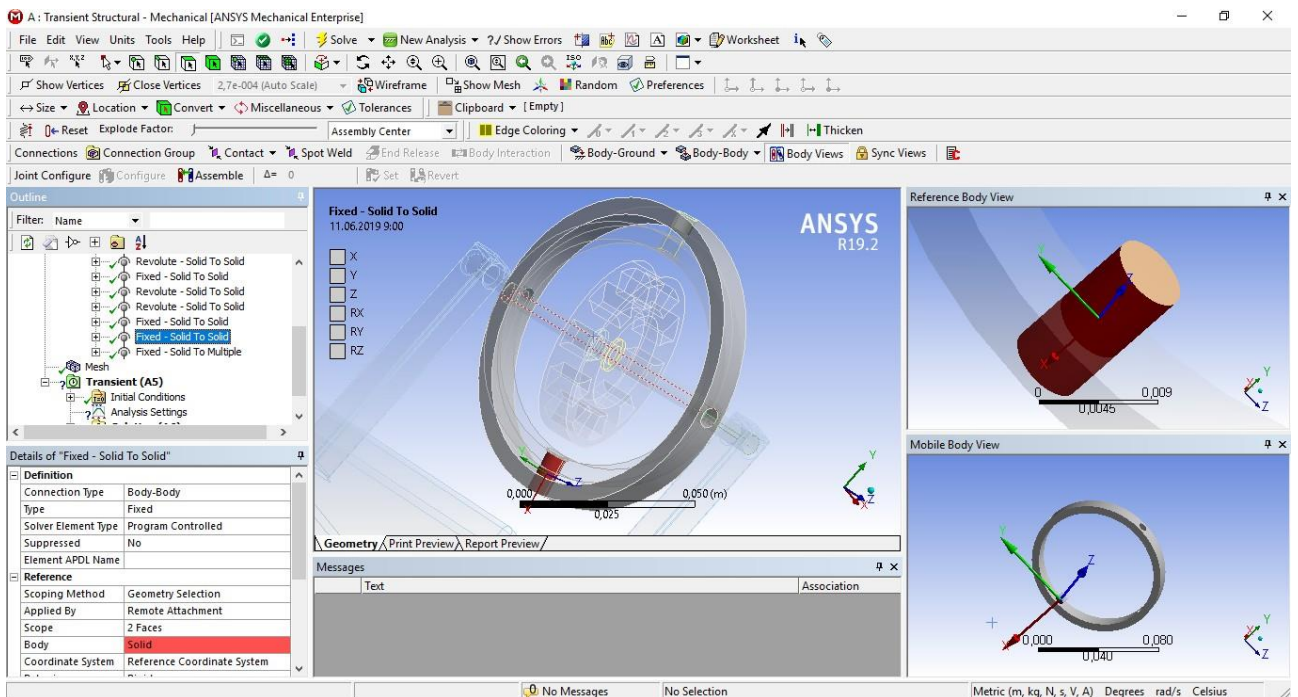 A : Transient Structural - Mechanical [ANSYS Mechanical Enterprise]
File Edit View Units Tools Help Solve New Analysis ?/ Show Errors Worksheet
Show Vertices Close Vertices 2,7e-004 (Auto Scale) Wireframe Show Mesh Random Preferences
Size Location Convert Miscellaneous Tolerances Clipboard [Empty]
Reset Explode Factor: Assembly Center Edge Coloring Thicken
Connections Connection Group Contact Spot Weld End Release Body Interaction Body-Ground Body-Body Body Views Sync Views
Joint Configure Configure Assemble Δ= 0 Set Revert
Outline
Filter: Name
Revolute - Solid To Solid
Fixed - Solid To Solid
Revolute - Solid To Solid
Revolute - Solid To Solid
Fixed - Solid To Solid
Fixed - Solid To Solid
Fixed - Solid To Multiple
Mesh
Transient (A5)
Initial Conditions
Analysis Settings
Details of "Fixed - Solid To Solid"
Definition
Connection Type Body-Body
Type Fixed
Solver Element Type Program Controlled
Suppressed No
Element APDL Name
Reference
Scoping Method Geometry Selection
Applied By Remote Attachment
Scope 2 Faces
Body Solid
Coordinate System Reference Coordinate System
Fixed - Solid To Solid
11.06.2019 9:00
X
Y
Z
RX
RY
RZ
ANSYS
R19.2
Y
Z
X
0,000 0,050 (m)
0,025
Y
X Z
Geometry Print Preview Report Preview
Messages
Text Association
Reference Body View
Y
Z
X
0 0,009
0,0045
Y
X
Z
Mobile Body View
Y
Z
X
0,000 0,080
0,040
Y
X
Z
0 No Messages No Selection Metric (m, kg, N, s, V, A) Degrees rad/s Celsius